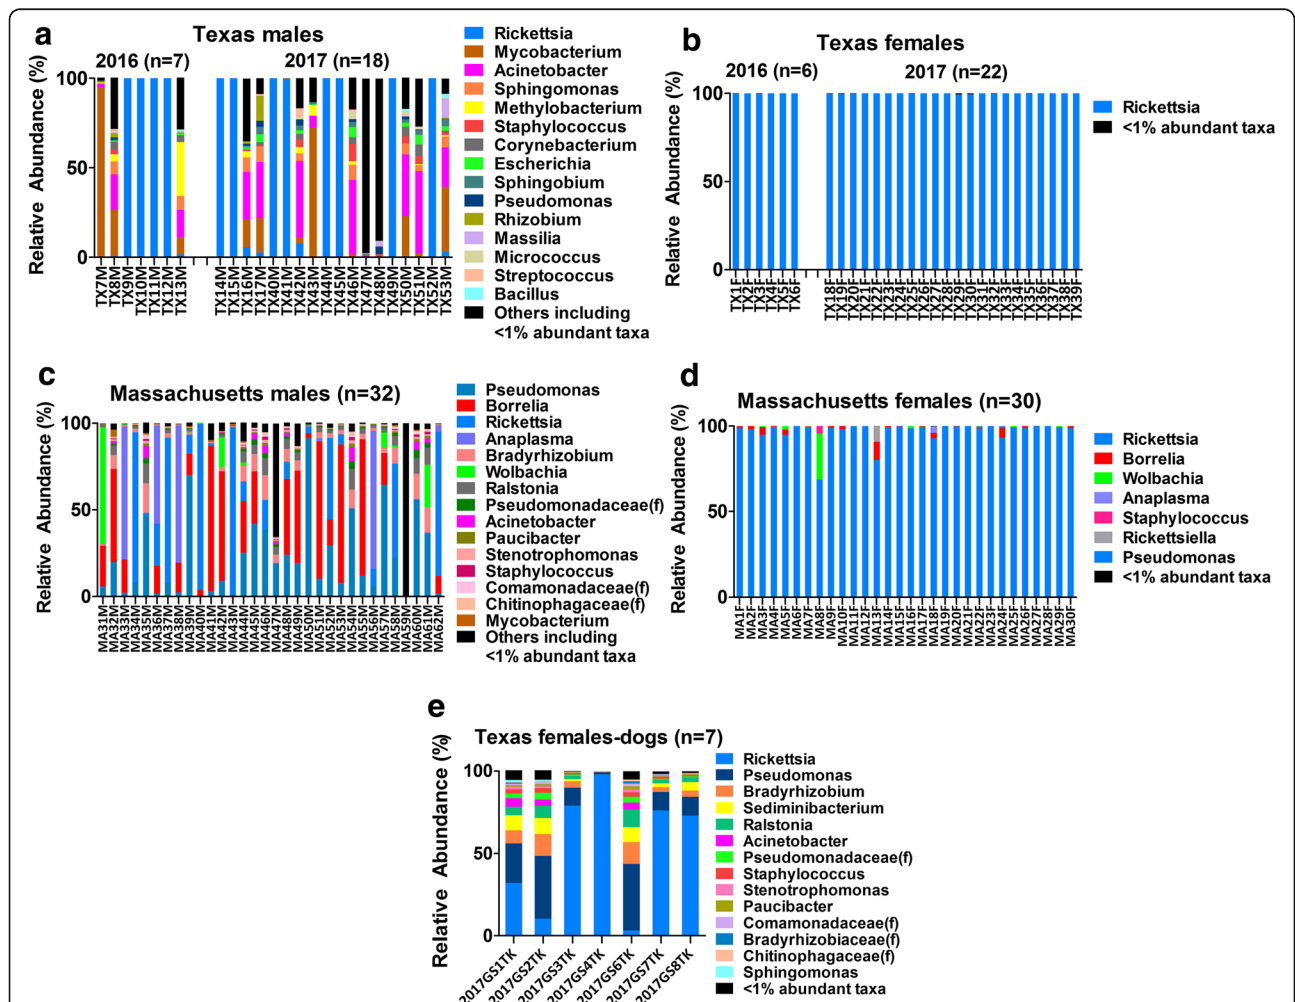 a
Texas males
2016 (n=7)
2017 (n=18)
Relative Abundance (%)
100
50
0
TX7M
TX8M
TX9M
TX10M
TX11M
TX12M
TX13M
TX14M
TX15M
TX16M
TX17M
TX40M
TX41M
TX42M
TX43M
TX44M
TX45M
TX46M
TX47M
TX48M
TX49M
TX50M
TX51M
TX52M
TX53M
Rickettsia
Mycobacterium
Acinetobacter
Sphingomonas
Methylobacterium
Staphylococcus
Corynebacterium
Escherichia
Sphingobium
Pseudomonas
Rhizobium
Massilia
Micrococcus
Streptococcus
Bacillus
Others including
<1% abundant taxa
b
Texas females
2016 (n=6)
2017 (n=22)
Relative Abundance (%)
100
50
0
TX1F
TX2F
TX3F
TX4F
TX5F
TX6F
TX18F
TX19F
TX20F
TX21F
TX22F
TX23F
TX24F
TX25F
TX26F
TX27F
TX28F
TX29F
TX30F
TX31F
TX32F
TX33F
TX34F
TX35F
TX36F
TX37F
TX38F
TX39F
Rickettsia
<1% abundant taxa
c
Massachusetts males (n=32)
Relative Abundance (%)
100
50
0
MA31M
MA32M
MA33M
MA34M
MA35M
MA36M
MA37M
MA38M
MA39M
MA40M
MA41M
MA42M
MA43M
MA44M
MA45M
MA46M
MA47M
MA48M
MA49M
MA50M
MA51M
MA52M
MA53M
MA54M
MA55M
MA56M
MA57M
MA58M
MA59M
MA60M
MA61M
MA62M
Pseudomonas
Borrelia
Rickettsia
Anaplasma
Bradyrhizobium
Wolbachia
Ralstonia
Pseudomonadaceae(f)
Acinetobacter
Paucibacter
Stenotrophomonas
Staphylococcus
Comamonadaceae(f)
Chitinophagaceae(f)
Mycobacterium
Others including
<1% abundant taxa
d
Massachusetts females (n=30)
Relative Abundance (%)
100
50
0
MA1F
MA2F
MA3F
MA4F
MA5F
MA6F
MA7F
MA8F
MA9F
MA10F
MA11F
MA12F
MA13F
MA14F
MA15F
MA16F
MA17F
MA18F
MA19F
MA20F
MA21F
MA22F
MA23F
MA24F
MA25F
MA26F
MA27F
MA28F
MA29F
MA30F
Rickettsia
Borrelia
Wolbachia
Anaplasma
Staphylococcus
Rickettsiella
Pseudomonas
<1% abundant taxa
e
Texas females-dogs (n=7)
Relative Abundance (%)
100
50
0
2017GS1TK
2017GS2TK
2017GS3TK
2017GS4TK
2017GS6TK
2017GS7TK
2017GS8TK
Rickettsia
Pseudomonas
Bradyrhizobium
Sediminibacterium
Ralstonia
Acinetobacter
Pseudomonadaceae(f)
Staphylococcus
Stenotrophomonas
Paucibacter
Comamonadaceae(f)
Bradyrhizobiaceae(f)
Chitinophagaceae(f)
Sphingomonas
<1% abundant taxa